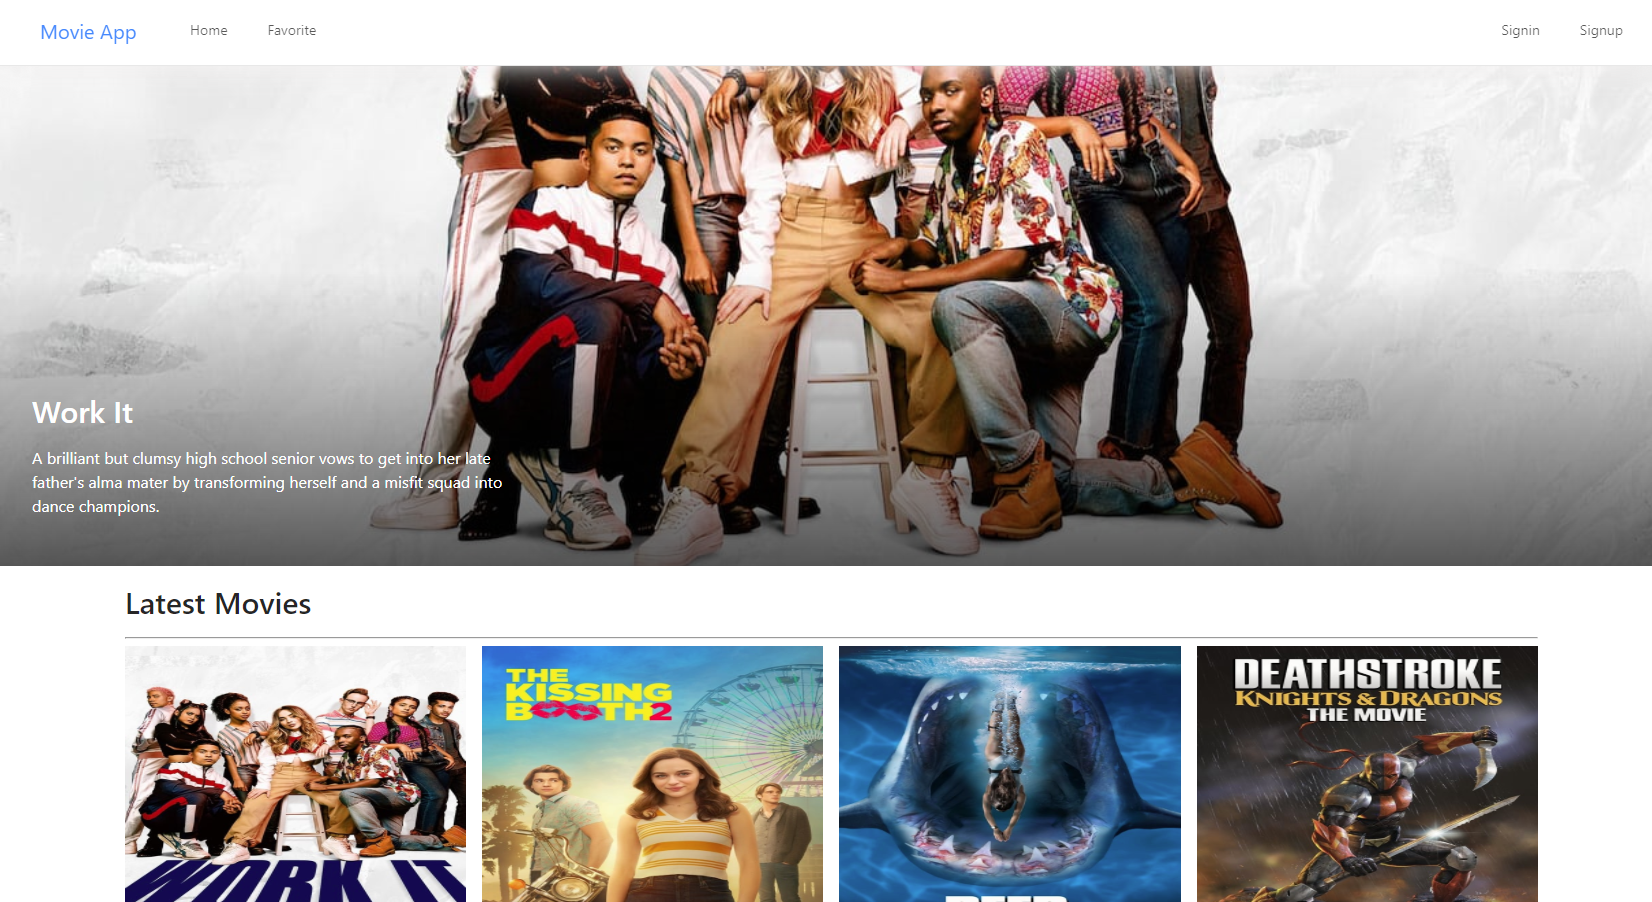 Movie App
Home
Favorite
Signin
Signup
Work It
A brilliant but clumsy high school senior vows to get into her late
father's alma mater by transforming herself and a misfit squad into
dance champions.
Latest Movies
WORK IT
THE
KISSING
BOOTH2
DEATHSTROKE
KNIGHTS & DRAGONS
THE MOVIE